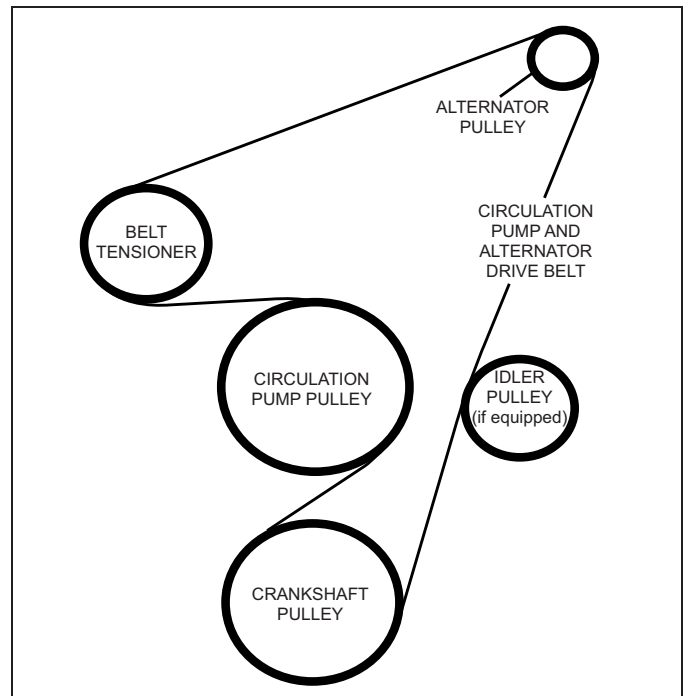 ALTERNATOR
PULLEY
BELT
TENSIONER
CIRCULATION
PUMP AND
ALTERNATOR
DRIVE BELT
CIRCULATION
PUMP PULLEY
IDLER
PULLEY
(if equipped)
CRANKSHAFT
PULLEY